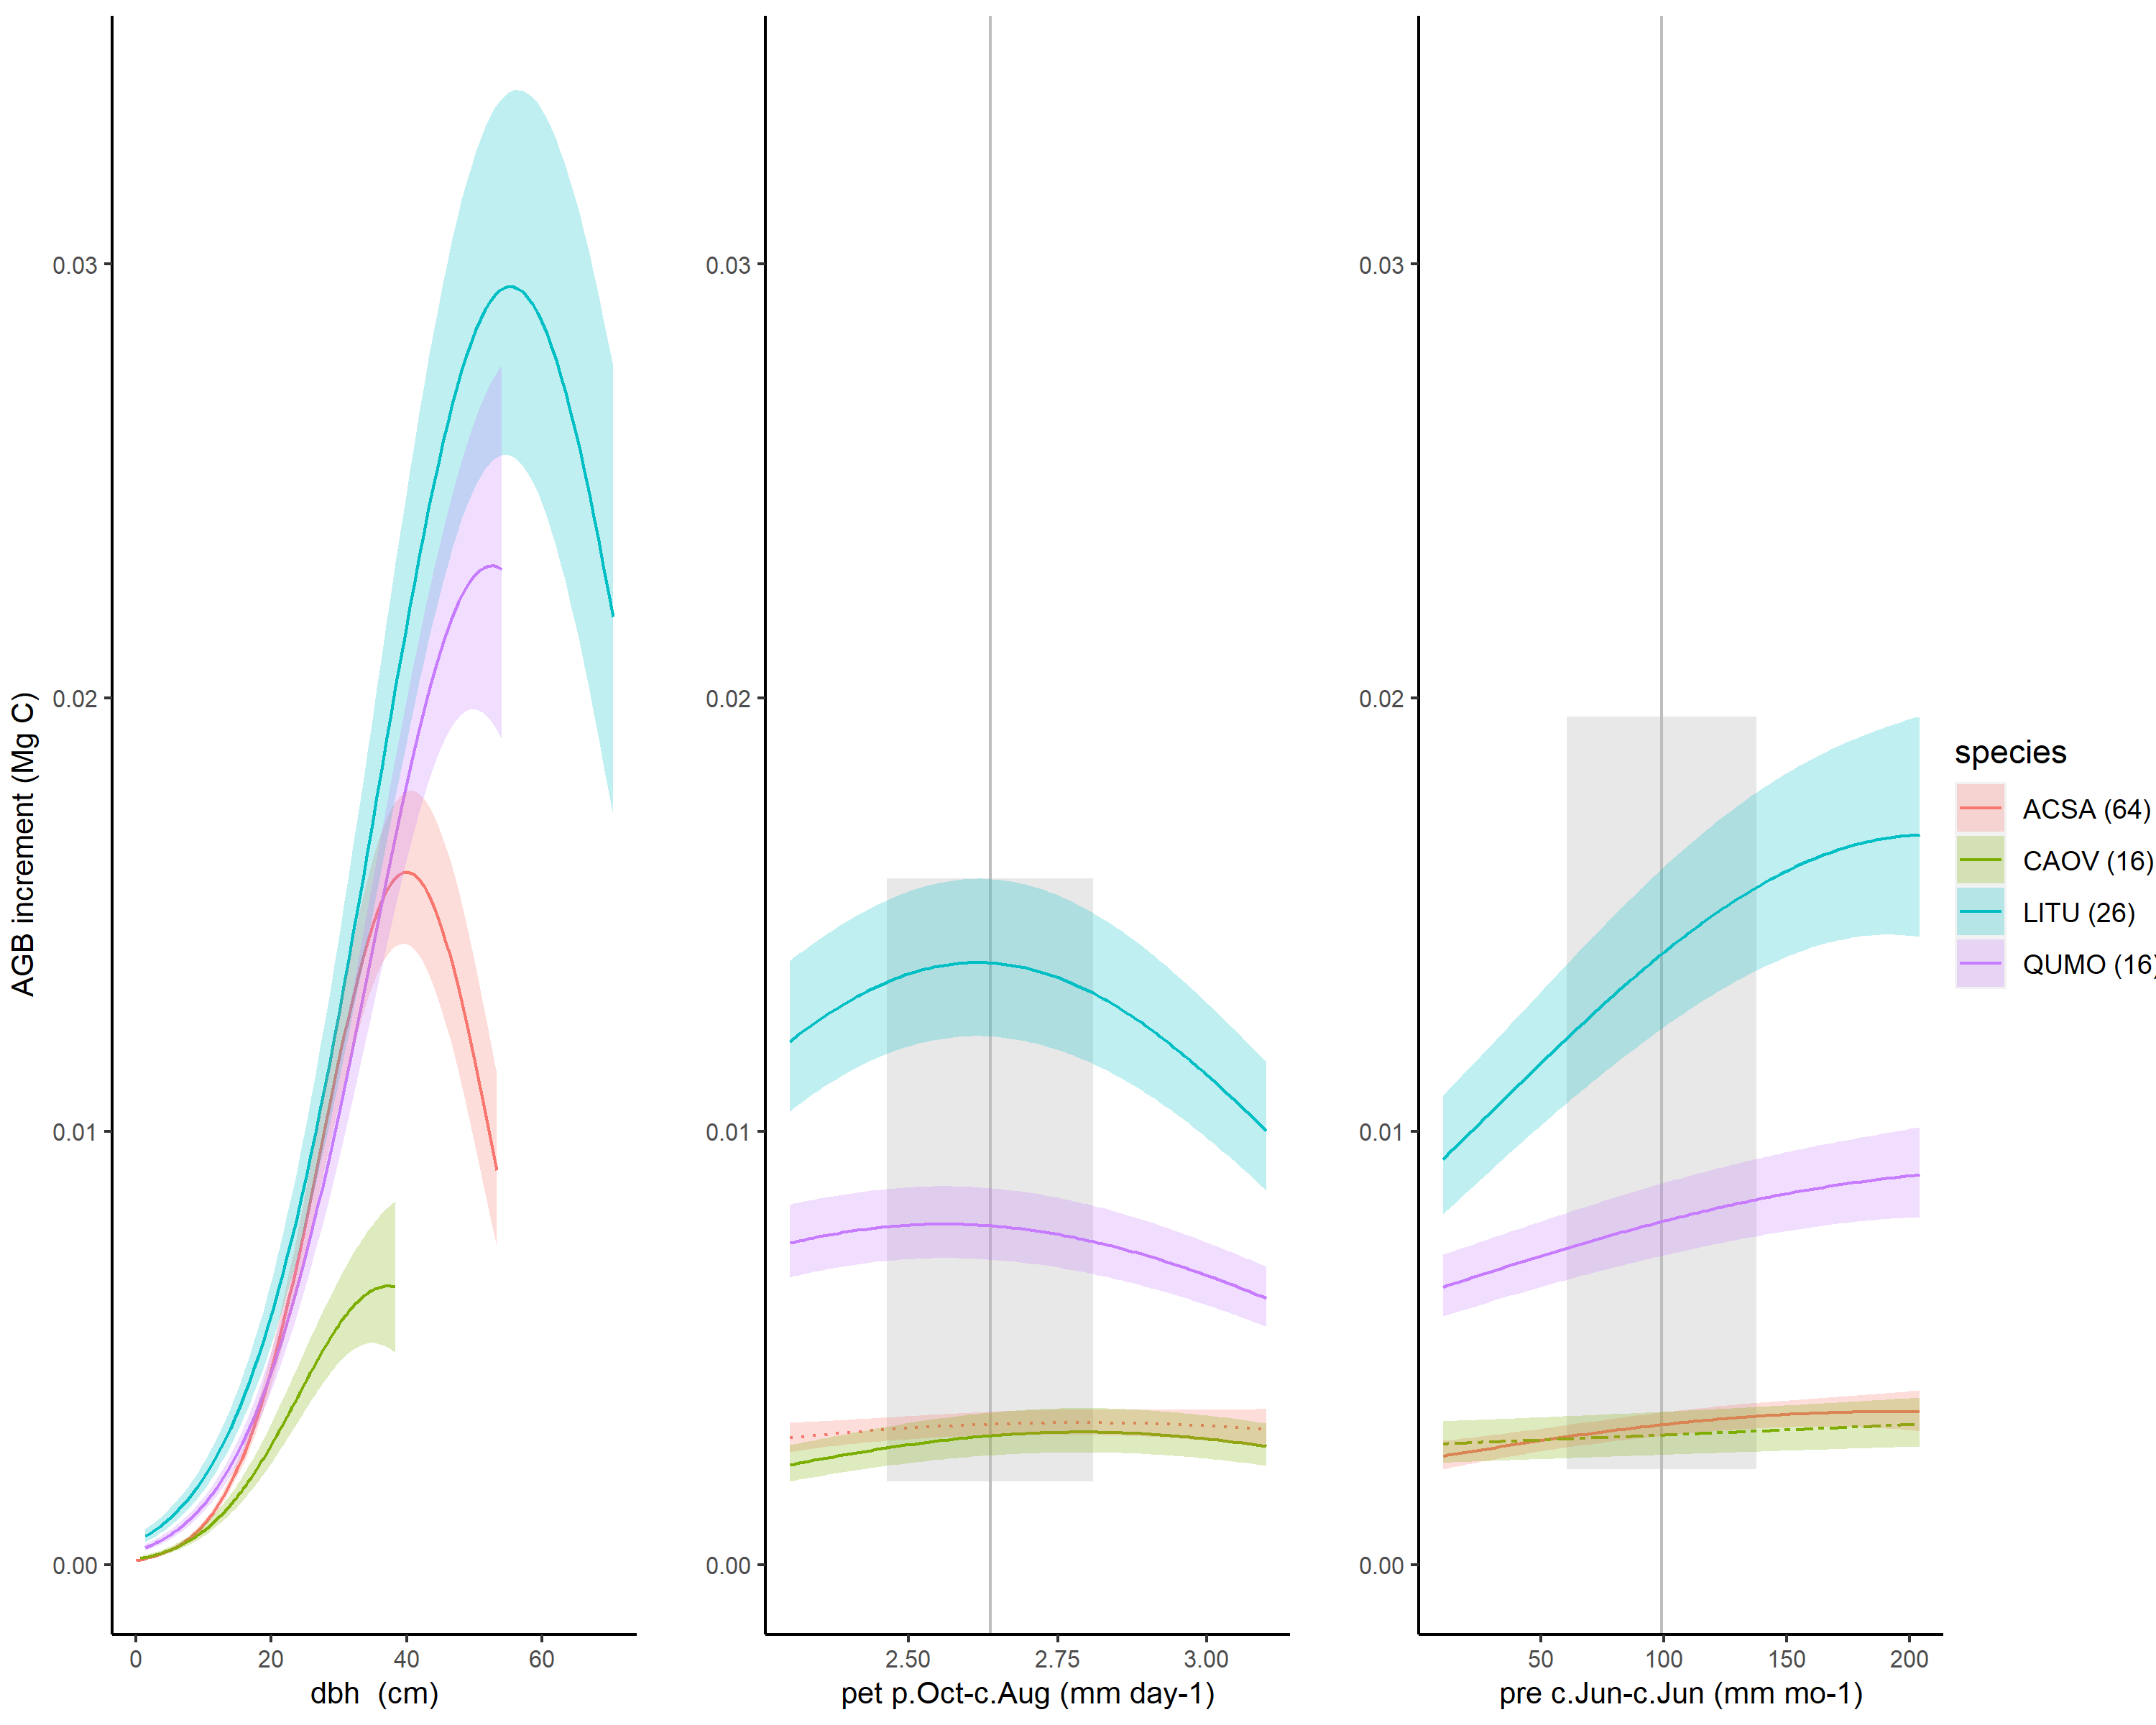 AGB increment (Mg C)
0.03
0.02
0.01
0.00
0 20 40 60
dbh  (cm)
0.03
0.02
0.01
0.00
2.50 2.75 3.00
pet p.Oct-c.Aug (mm day-1)
0.03
0.02
0.01
0.00
50 100 150 200
pre c.Jun-c.Jun (mm mo-1)
species
ACSA (64)
CAOV (16)
LITU (26)
QUMO (16)